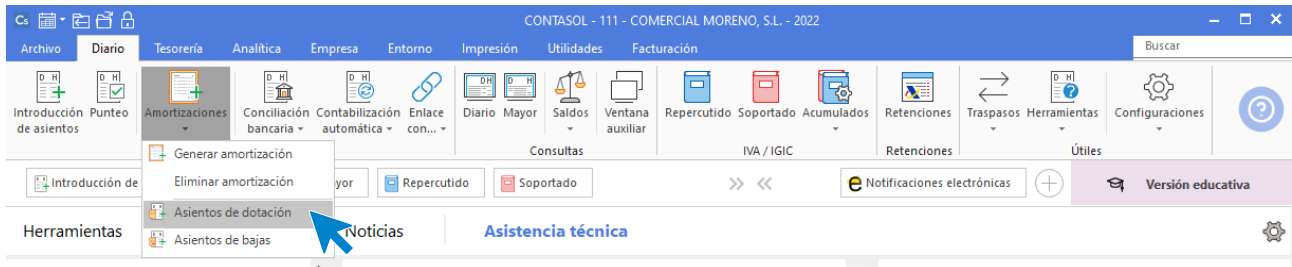 Cs
CONTASOL - 111 - COMERCIAL MORENO, S.L. - 2022
Archivo Diario Tesorería Analítica Empresa Entorno Impresión Utilidades Facturación Buscar
Introducción de asientos
Punteo
Amortizaciones
Conciliación bancaria
Contabilización automática
Enlace con...
Diario
Mayor
Saldos
Ventana auxiliar
Repercutido
Soportado
Acumulados
Retenciones
Traspasos
Herramientas
Configuraciones
Consultas IVA / IGIC Retenciones Útiles
Generar amortización
Eliminar amortización
Asientos de dotación
Asientos de bajas
Introducción de
Repercutido
Soportado
Notificaciones electrónicas
Versión educativa
Herramientas
Noticias
Asistencia técnica